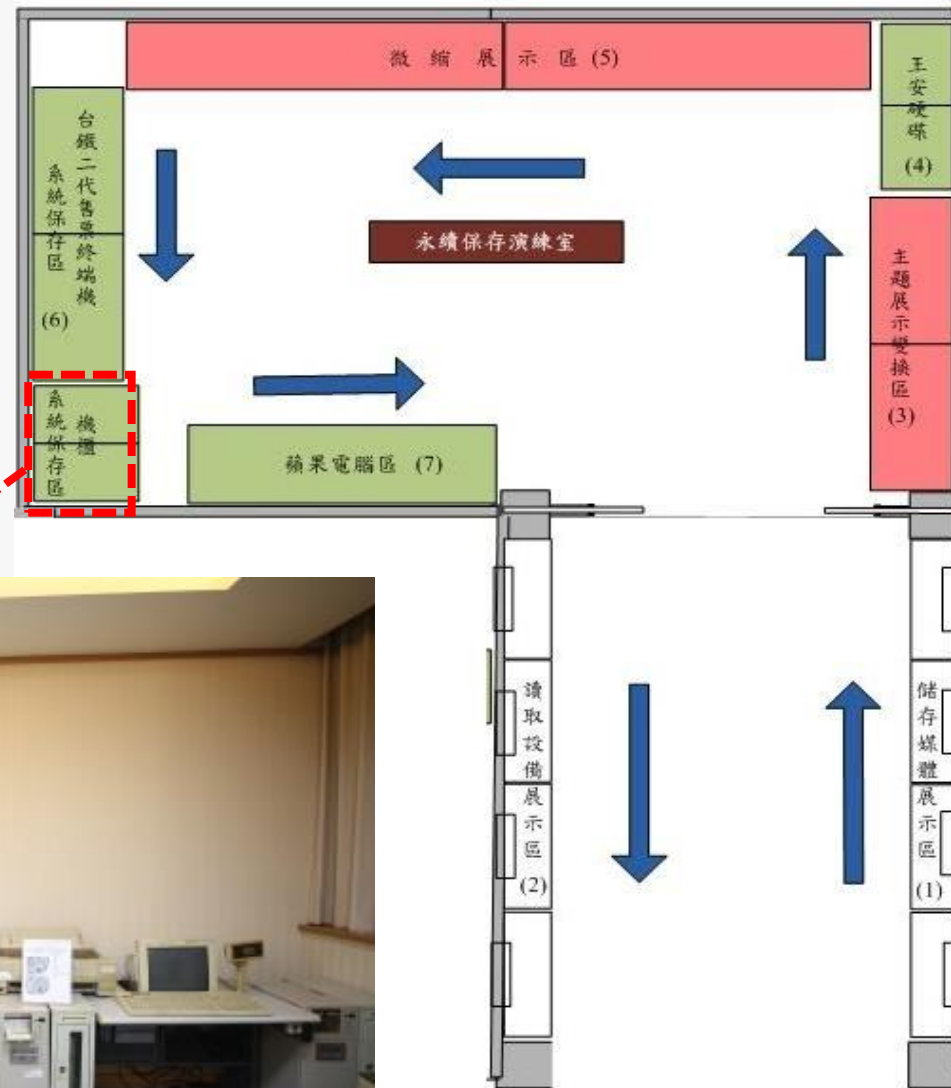 微縮展示區 (5)
王安硬碟
(4)
台鐵二代售票終端機
系統保存區
(6)
永續保存演練室
主題展示變換區
(3)
機櫃
系統保存區
蘋果電腦區 (7)
讀取設備展示區
(2)
儲存媒體展示區
(1)